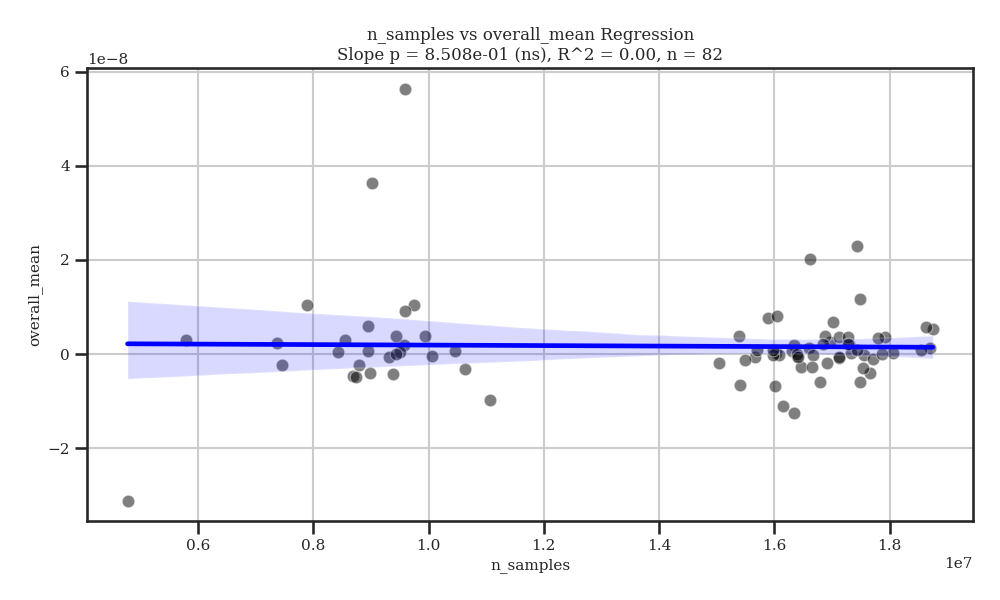 n_samples vs overall_mean Regression
Slope p = 8.508e-01 (ns), R^2 = 0.00, n = 82
1e−8
6
4
2
0
−2
overall_mean
0.6 0.8 1.0 1.2 1.4 1.6 1.8
1e7
n_samples